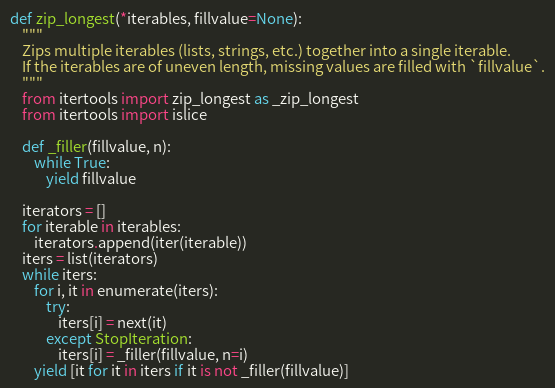 def zip_longest(*iterables, fillvalue=None):
    """
    Zips multiple iterables (lists, strings, etc.) together into a single iterable.
    If the iterables are of uneven length, missing values are filled with `fillvalue`.
    """
    from itertools import zip_longest as _zip_longest
    from itertools import islice

    def _filler(fillvalue, n):
        while True:
            yield fillvalue

    iterators = []
    for iterable in iterables:
        iterators.append(iter(iterable))
    iters = list(iterators)
    while iters:
        for i, it in enumerate(iters):
            try:
                iters[i] = next(it)
            except StopIteration:
                iters[i] = _filler(fillvalue, n=i)
        yield [it for it in iters if it is not _filler(fillvalue)]